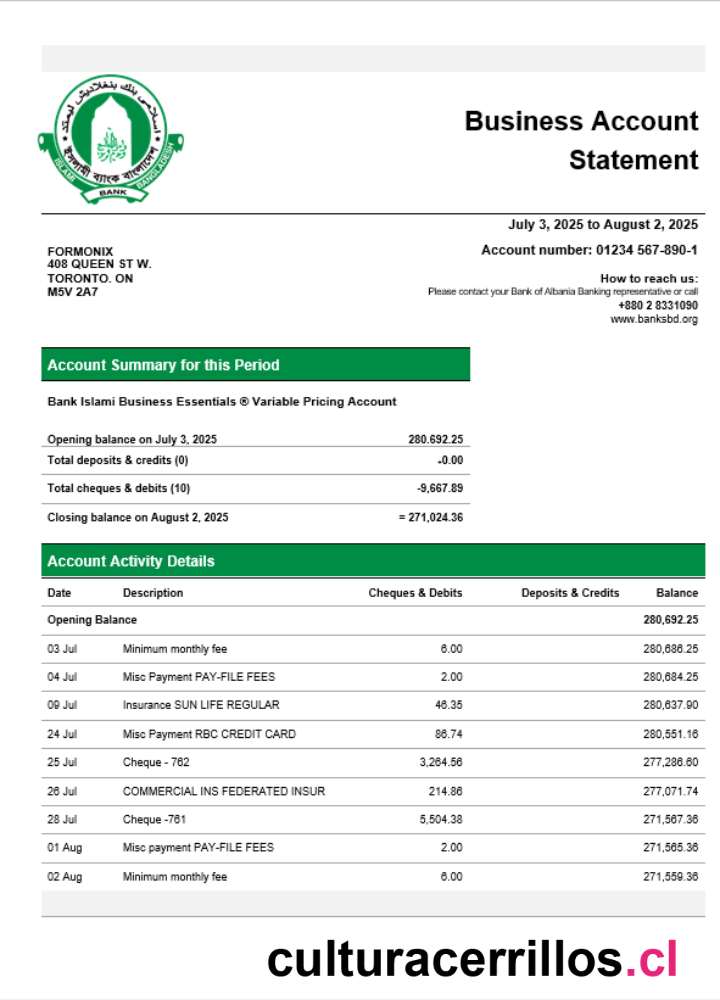 اسلامى بنك بنغلاديش ليمتد
ইসলামী ব্যাংক বাংলাদেশ
ISLAMI BANK BANGLADESH
Business Account
Statement
July 3, 2025 to August 2, 2025
FORMONIX
408 QUEEN ST W.
TORONTO. ON
M5V 2A7
Account number: 01234 567-890-1
How to reach us:
Please contact your Bank of Albania Banking representative or call
+880 2 8331090
www.banksbd.org
Account Summary for this Period
Bank Islami Business Essentials ® Variable Pricing Account
Opening balance on July 3, 2025 280.692.25
Total deposits & credits (0) -0.00
Total cheques & debits (10) -9,667.89
Closing balance on August 2, 2025 = 271,024.36
Account Activity Details
Date Description Cheques & Debits Deposits & Credits Balance
Opening Balance 280,692.25
03 Jul Minimum monthly fee 6.00 280,686.25
04 Jul Misc Payment PAY-FILE FEES 2.00 280,684.25
09 Jul Insurance SUN LIFE REGULAR 46.35 280,637.90
24 Jul Misc Payment RBC CREDIT CARD 86.74 280,551.16
25 Jul Cheque - 762 3,264.56 277,286.60
26 Jul COMMERCIAL INS FEDERATED INSUR 214.86 277,071.74
28 Jul Cheque -761 5,504.38 271,567.36
01 Aug Misc payment PAY-FILE FEES 2.00 271,565.36
02 Aug Minimum monthly fee 6.00 271,559.36
culturacerrillos.cl